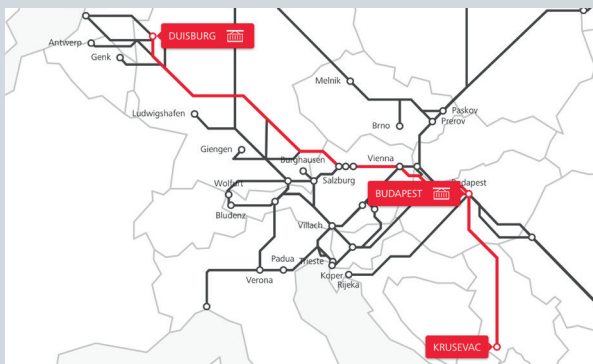 DUISBURG
Antwerp
Genk
Melnik
Paskov
Prerov
Ludwigshafen
Brno
Giengen
Burghausen
Vienna
Salzburg
Wolfurt
BUDAPEST
Budapest
Bludenz
Villach
Padua
Trieste
Verona
Koper
Rijeka
KRUSEVAC